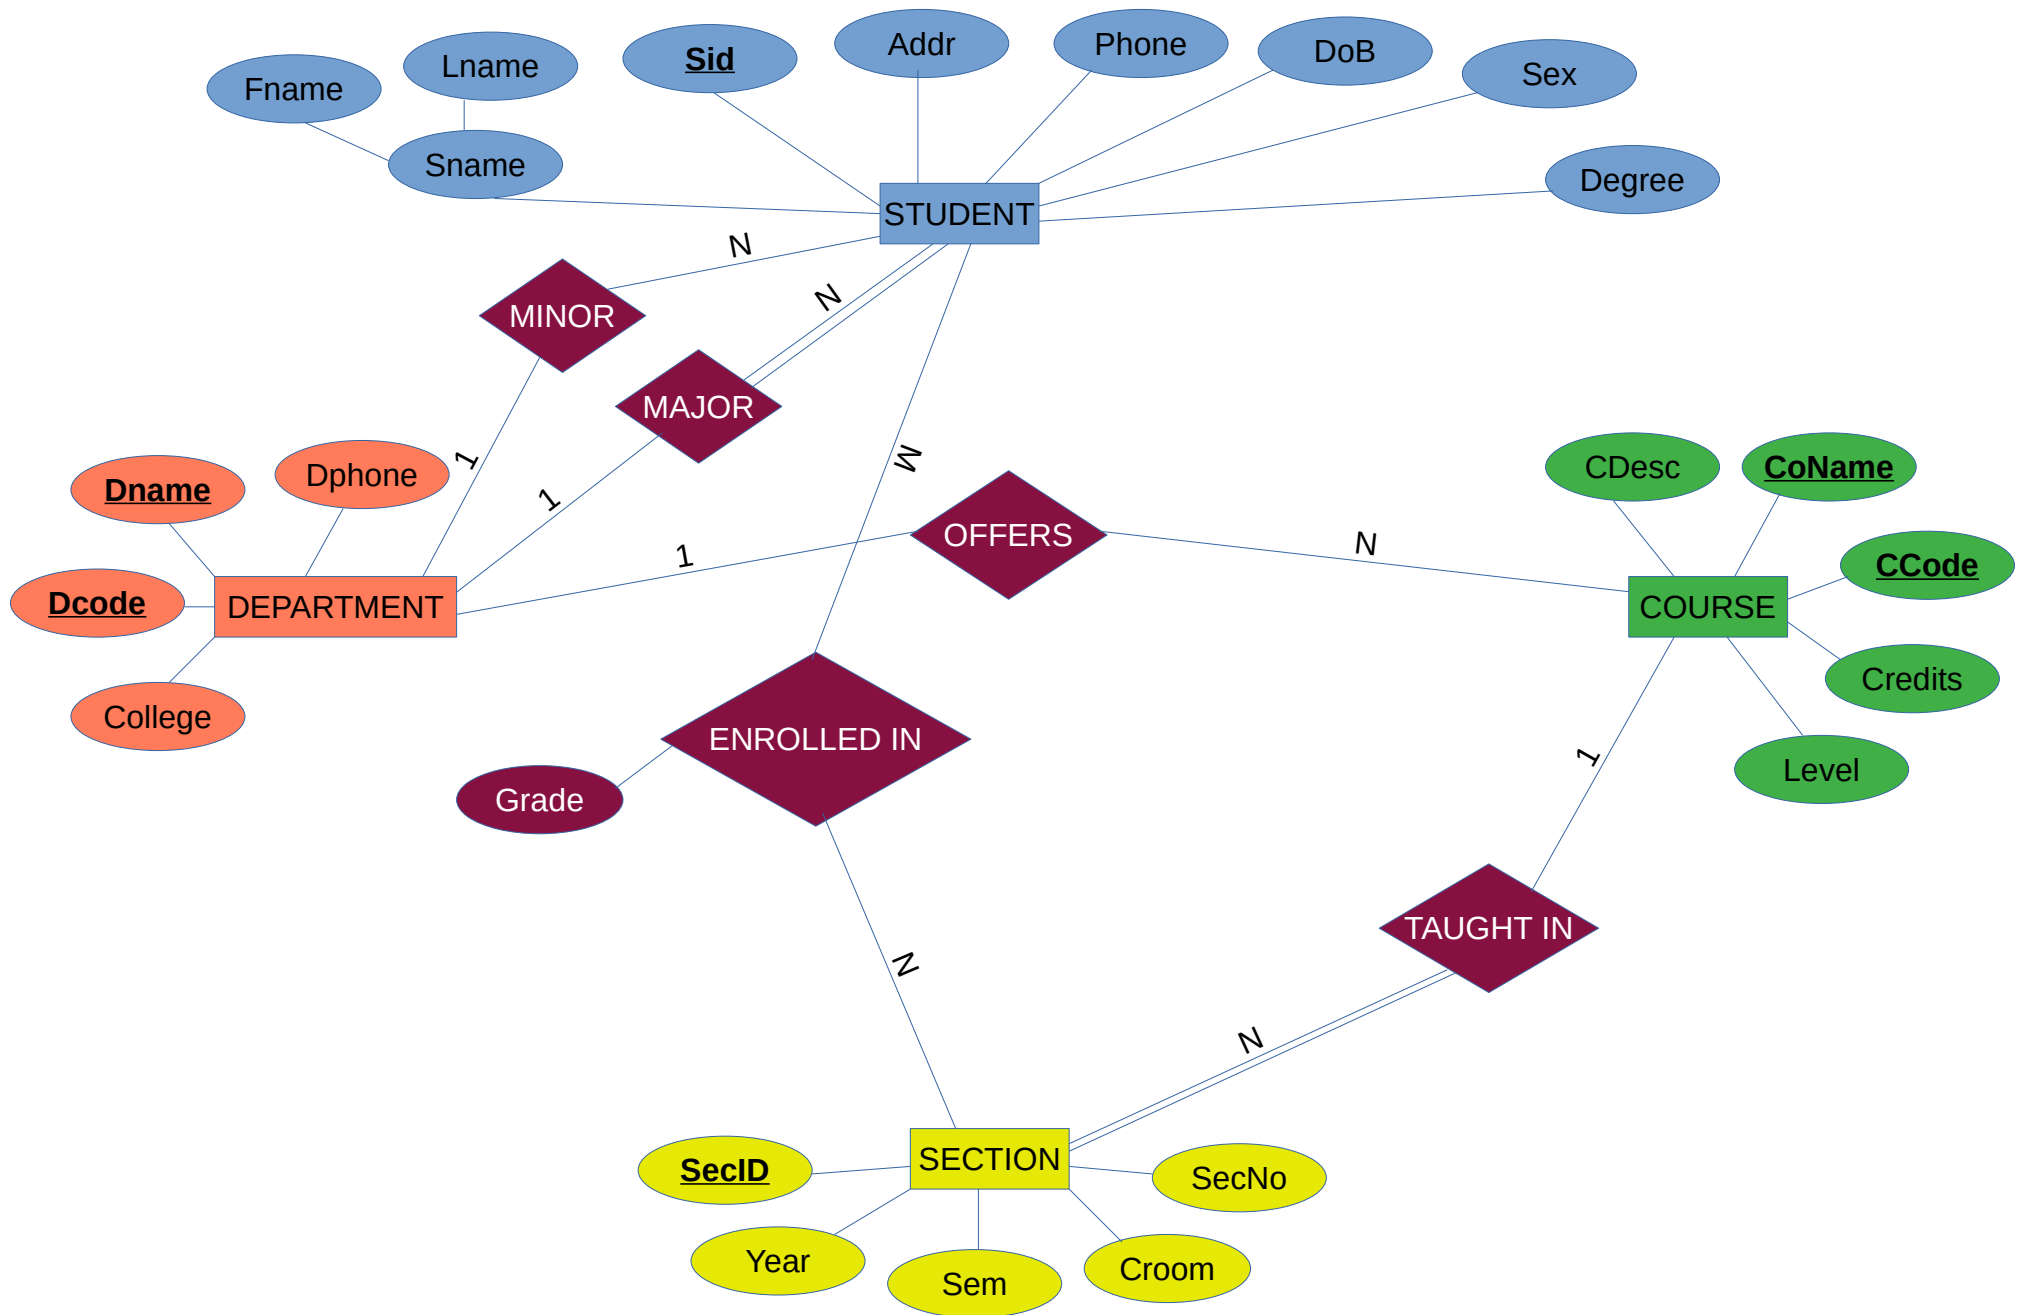 Fname
Lname
Sid
Addr
Phone
DoB
Sex
Sname
Degree
STUDENT
N
MINOR
N
MAJOR
1
1
M
Dname
Dphone
CDesc
CoName
OFFERS
1
N
CCode
Dcode
DEPARTMENT
COURSE
College
Credits
ENROLLED IN
Grade
1
Level
N
TAUGHT IN
N
SecID
SECTION
SecNo
Year
Sem
Croom